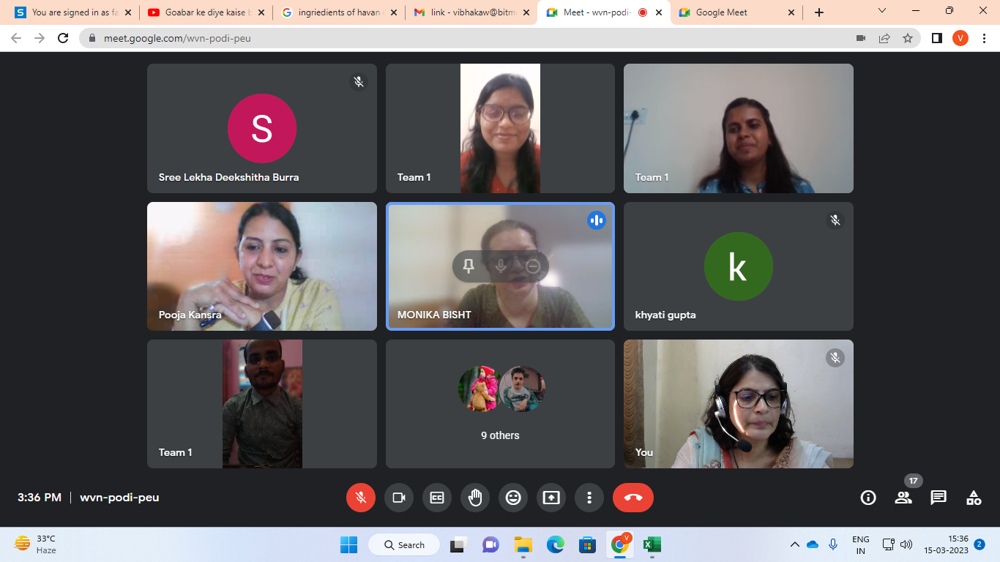 You are signed in as fa
Goabar ke diye kaise b
ingriedients of havan
link - vibhakaw@bitm
Meet - wvn-podi-
Google Meet
meet.google.com/wvn-podi-peu
V
S
Sree Lekha Deekshitha Burra
Team 1
Team 1
Pooja Kansra
MONIKA BISHT
k
khyati gupta
Team 1
9 others
You
3:36 PM | wvn-podi-peu
17
33°C
Haze
Search
V
ENG
IN
15:36
15-03-2023
2